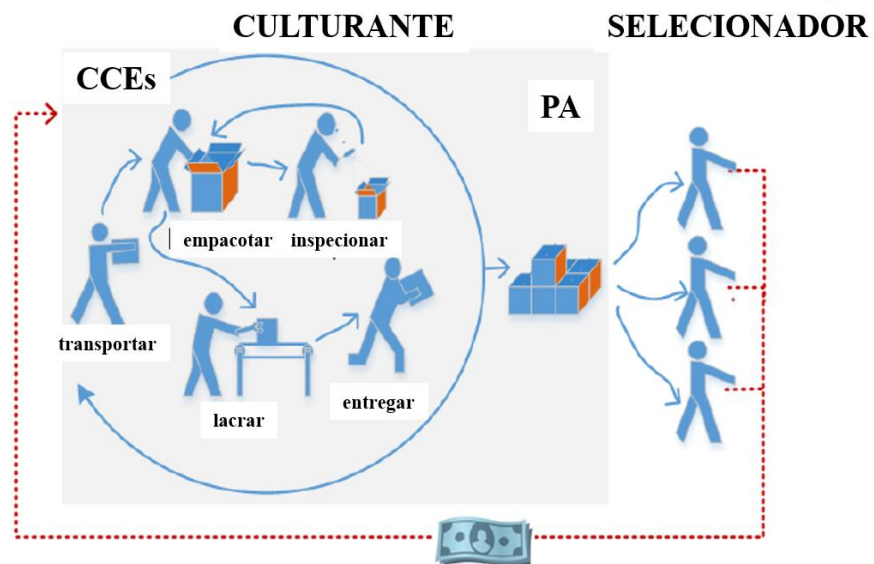 CULTURANTE
SELECIONADOR
CCEs
PA
empacotar
inspecionar
transportar
lacrar
entregar